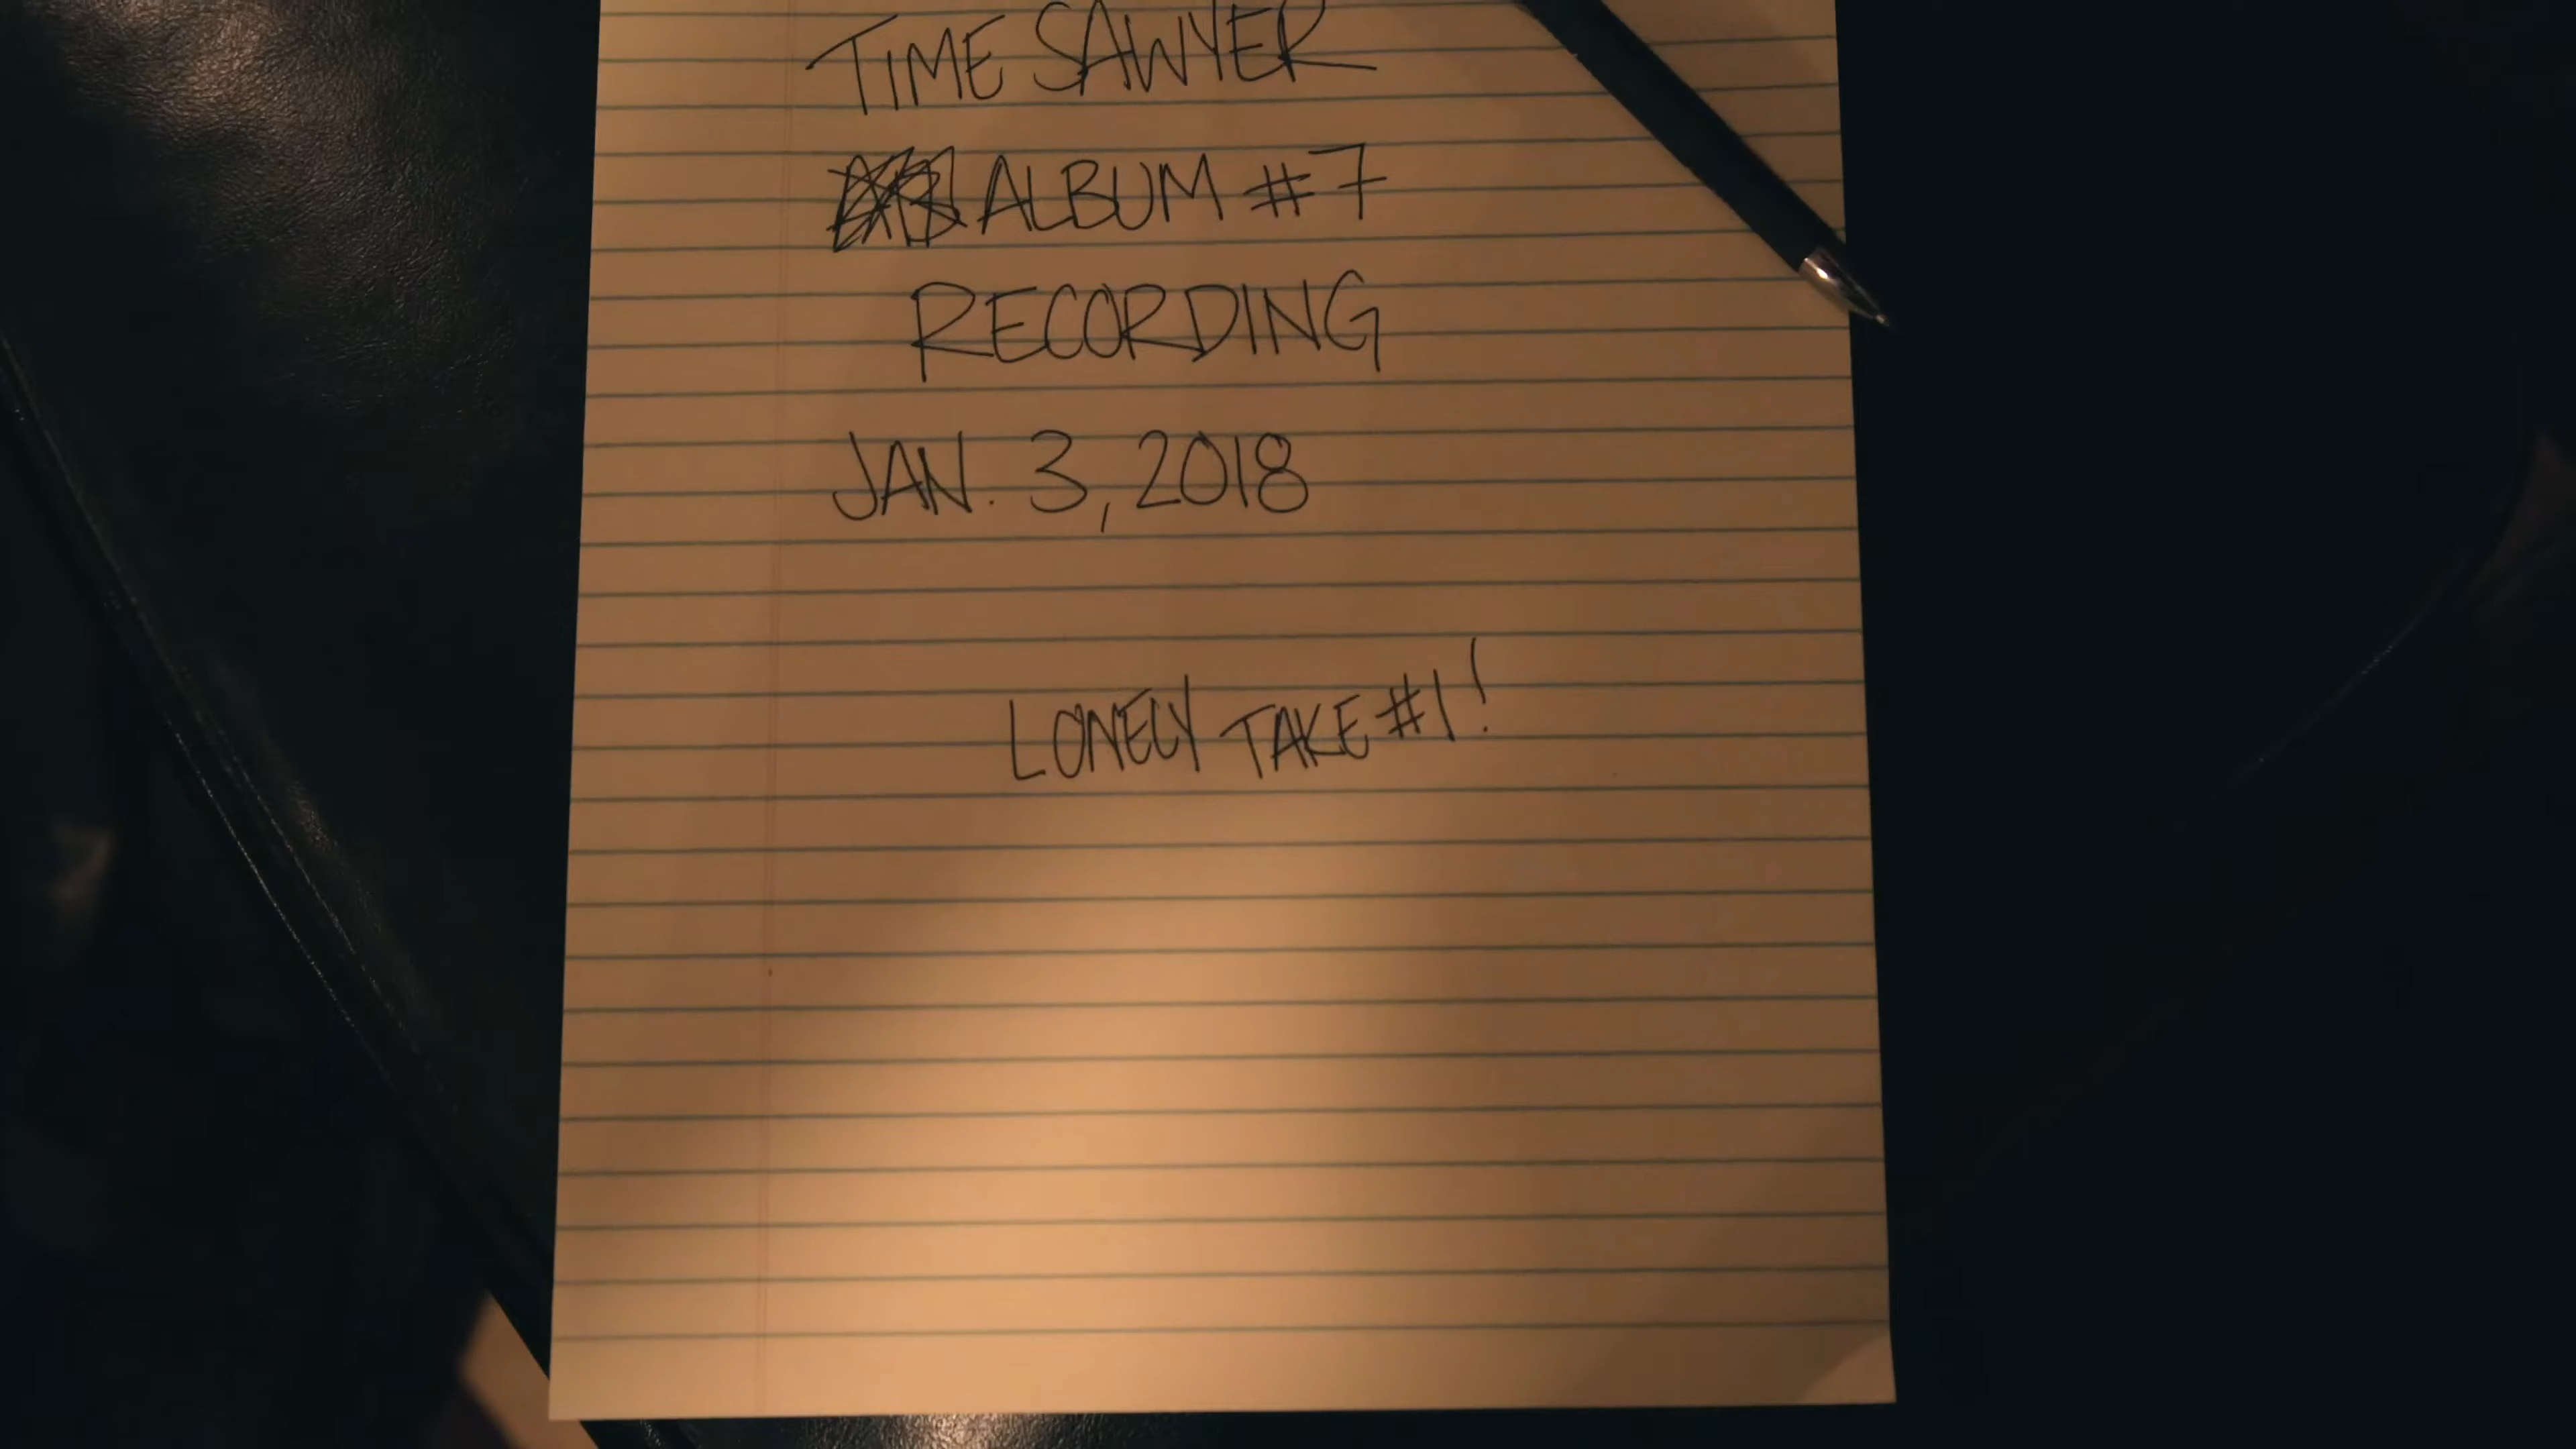 TIME SAWYER
ALBUM #7
RECORDING
JAN. 3, 2018
LONELY TAKE #1!